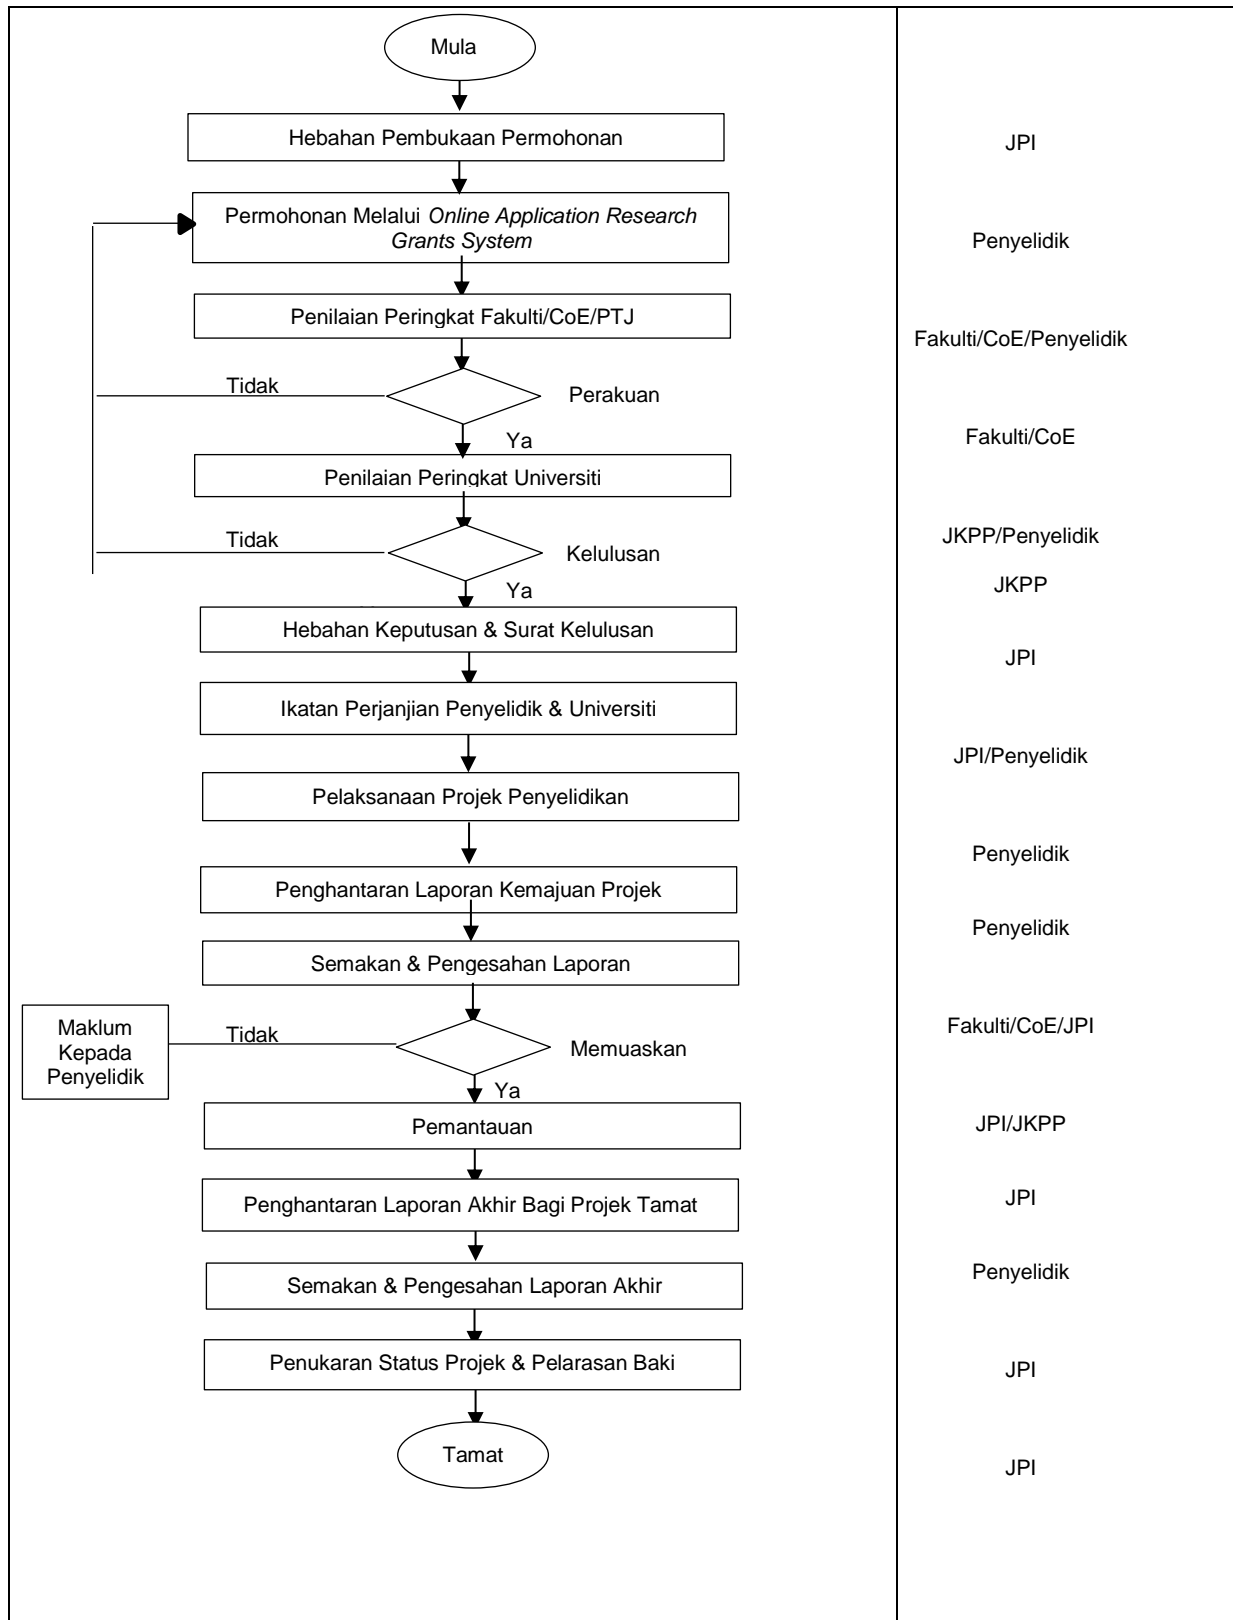 Mula
Hebahan Pembukaan Permohonan
JPI
Permohonan Melalui Online Application Research
Grants System
Penyelidik
Penilaian Peringkat Fakulti/CoE/PTJ
Fakulti/CoE/Penyelidik
Tidak
Perakuan
Ya
Fakulti/CoE
Penilaian Peringkat Universiti
JKPP/Penyelidik
Tidak
Kelulusan
Ya
JKPP
Hebahan Keputusan & Surat Kelulusan
JPI
Ikatan Perjanjian Penyelidik & Universiti
JPI/Penyelidik
Pelaksanaan Projek Penyelidikan
Penyelidik
Penghantaran Laporan Kemajuan Projek
Penyelidik
Semakan & Pengesahan Laporan
Fakulti/CoE/JPI
Maklum
Kepada
Penyelidik
Tidak
Memuaskan
Ya
Pemantauan
JPI/JKPP
Penghantaran Laporan Akhir Bagi Projek Tamat
JPI
Semakan & Pengesahan Laporan Akhir
Penyelidik
Penukaran Status Projek & Pelarasan Baki
JPI
Tamat
JPI